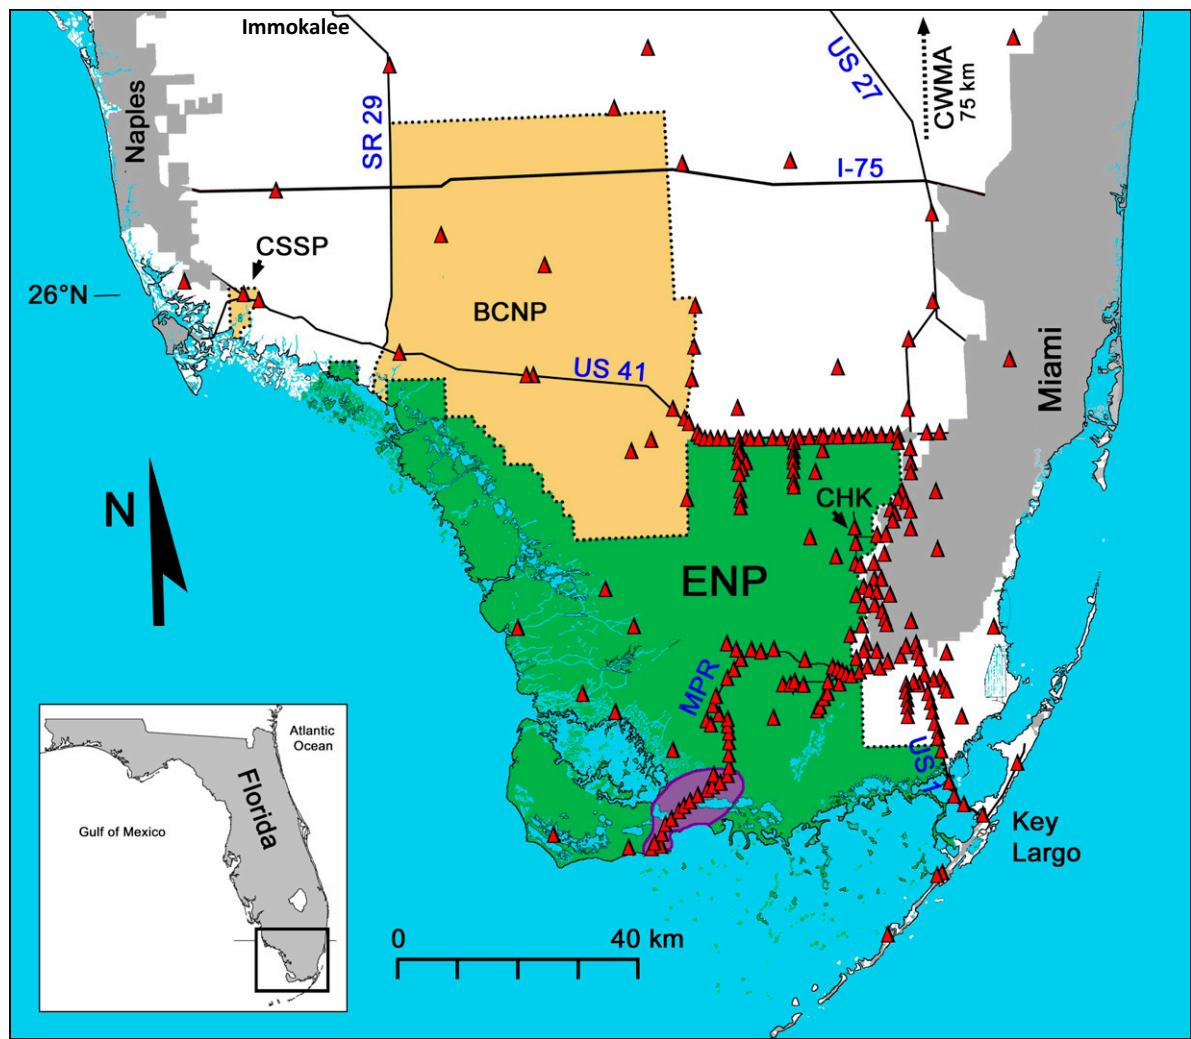 Immokalee
Naples
SR 29
US 27
CWMA
75 km
I-75
CSSP
26°N
BCNP
US 41
Miami
N
CHK
ENP
MPR
US 1
Key
Largo
0 40 km
Atlantic
Ocean
Florida
Gulf of Mexico